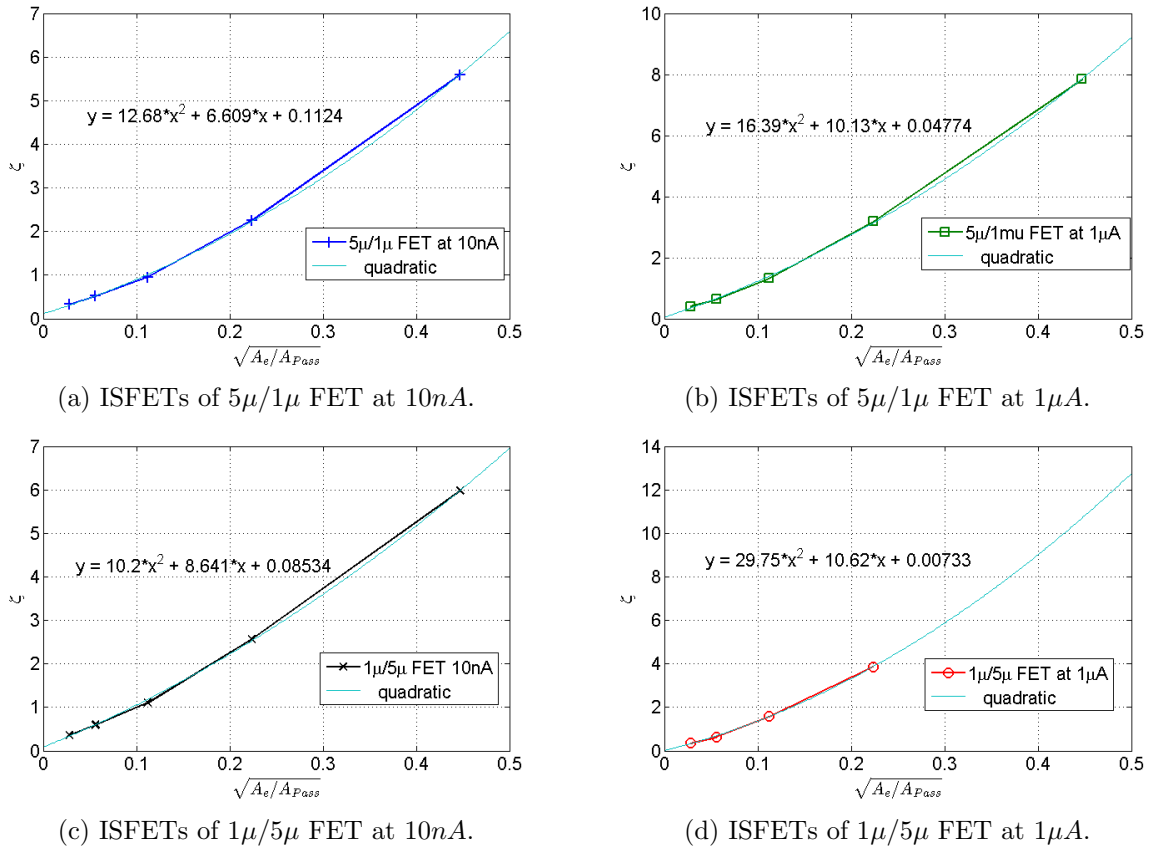 7
6
5
4
3
2
1
0
ζ
y = 12.68*x² + 6.609*x + 0.1124
5μ/1μ FET at 10nA
quadratic
0 0.1 0.2 0.3 0.4 0.5
√A_e/A_Pass
(a) ISFETs of 5μ/1μ FET at 10nA.
10
8
6
4
2
0
ζ
y = 16.39*x² + 10.13*x + 0.04774
5μ/1mu FET at 1μA
quadratic
0 0.1 0.2 0.3 0.4 0.5
√A_e/A_Pass
(b) ISFETs of 5μ/1μ FET at 1μA.
7
6
5
4
3
2
1
0
ζ
y = 10.2*x² + 8.641*x + 0.08534
1μ/5μ FET 10nA
quadratic
0 0.1 0.2 0.3 0.4 0.5
√A_e/A_Pass
(c) ISFETs of 1μ/5μ FET at 10nA.
14
12
10
8
6
4
2
0
ζ
y = 29.75*x² + 10.62*x + 0.00733
1μ/5μ FET at 1μA
quadratic
0 0.1 0.2 0.3 0.4 0.5
√A_e/A_Pass
(d) ISFETs of 1μ/5μ FET at 1μA.